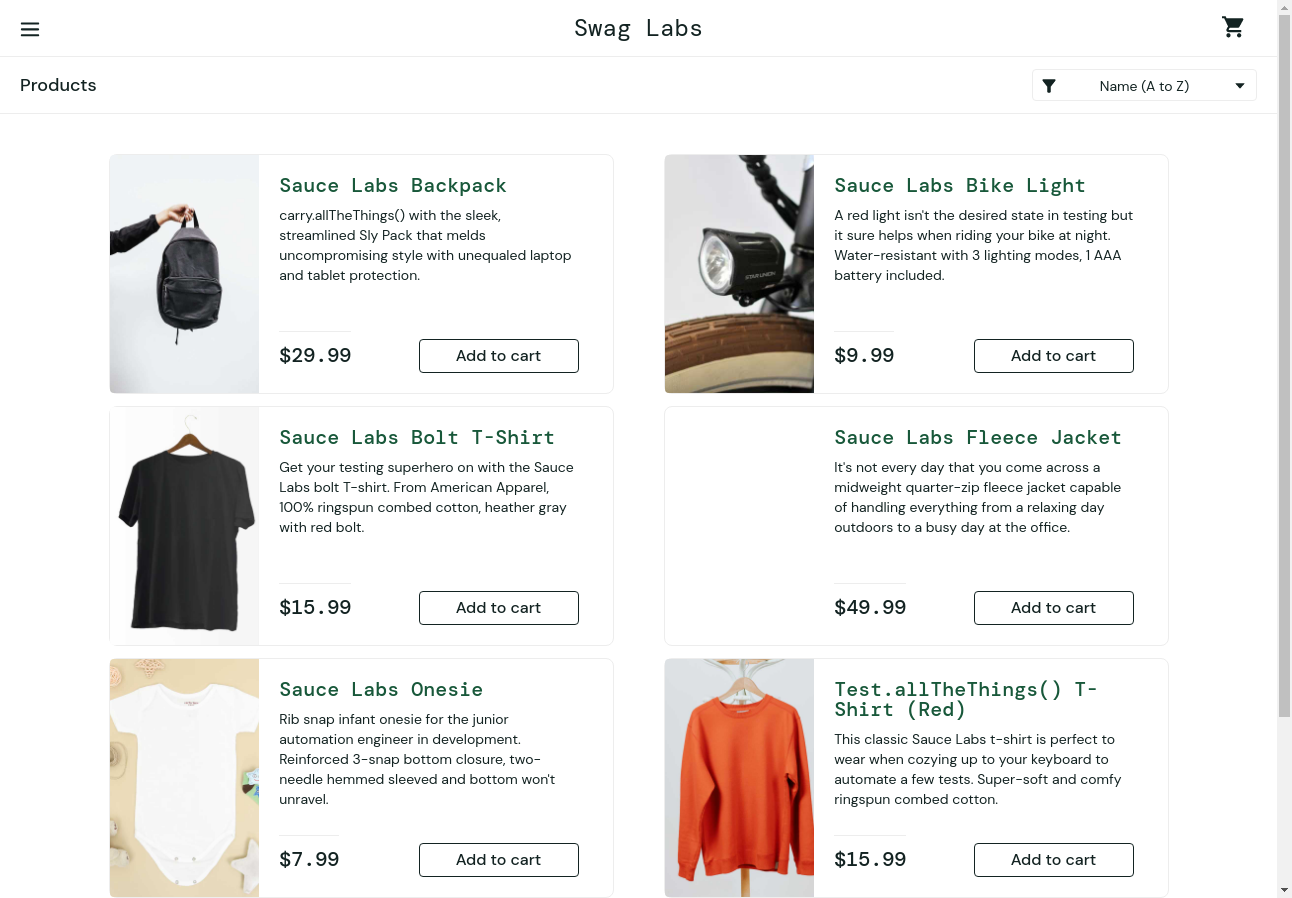 Swag Labs
Products
Name (A to Z)
Sauce Labs Backpack
carry.allTheThings() with the sleek,
streamlined Sly Pack that melds
uncompromising style with unequaled laptop
and tablet protection.
$29.99
Add to cart
Sauce Labs Bike Light
A red light isn't the desired state in testing but
it sure helps when riding your bike at night.
Water-resistant with 3 lighting modes, 1 AAA
battery included.
$9.99
Add to cart
STAR UNION
Sauce Labs Bolt T-Shirt
Get your testing superhero on with the Sauce
Labs bolt T-shirt. From American Apparel,
100% ringspun combed cotton, heather gray
with red bolt.
$15.99
Add to cart
Sauce Labs Fleece Jacket
It's not every day that you come across a
midweight quarter-zip fleece jacket capable
of handling everything from a relaxing day
outdoors to a busy day at the office.
$49.99
Add to cart
Sauce Labs Onesie
Rib snap infant onesie for the junior
automation engineer in development.
Reinforced 3-snap bottom closure, two-
needle hemmed sleeved and bottom won't
unravel.
$7.99
Add to cart
Test.allTheThings() T-
Shirt (Red)
This classic Sauce Labs t-shirt is perfect to
wear when cozying up to your keyboard to
automate a few tests. Super-soft and comfy
ringspun combed cotton.
$15.99
Add to cart